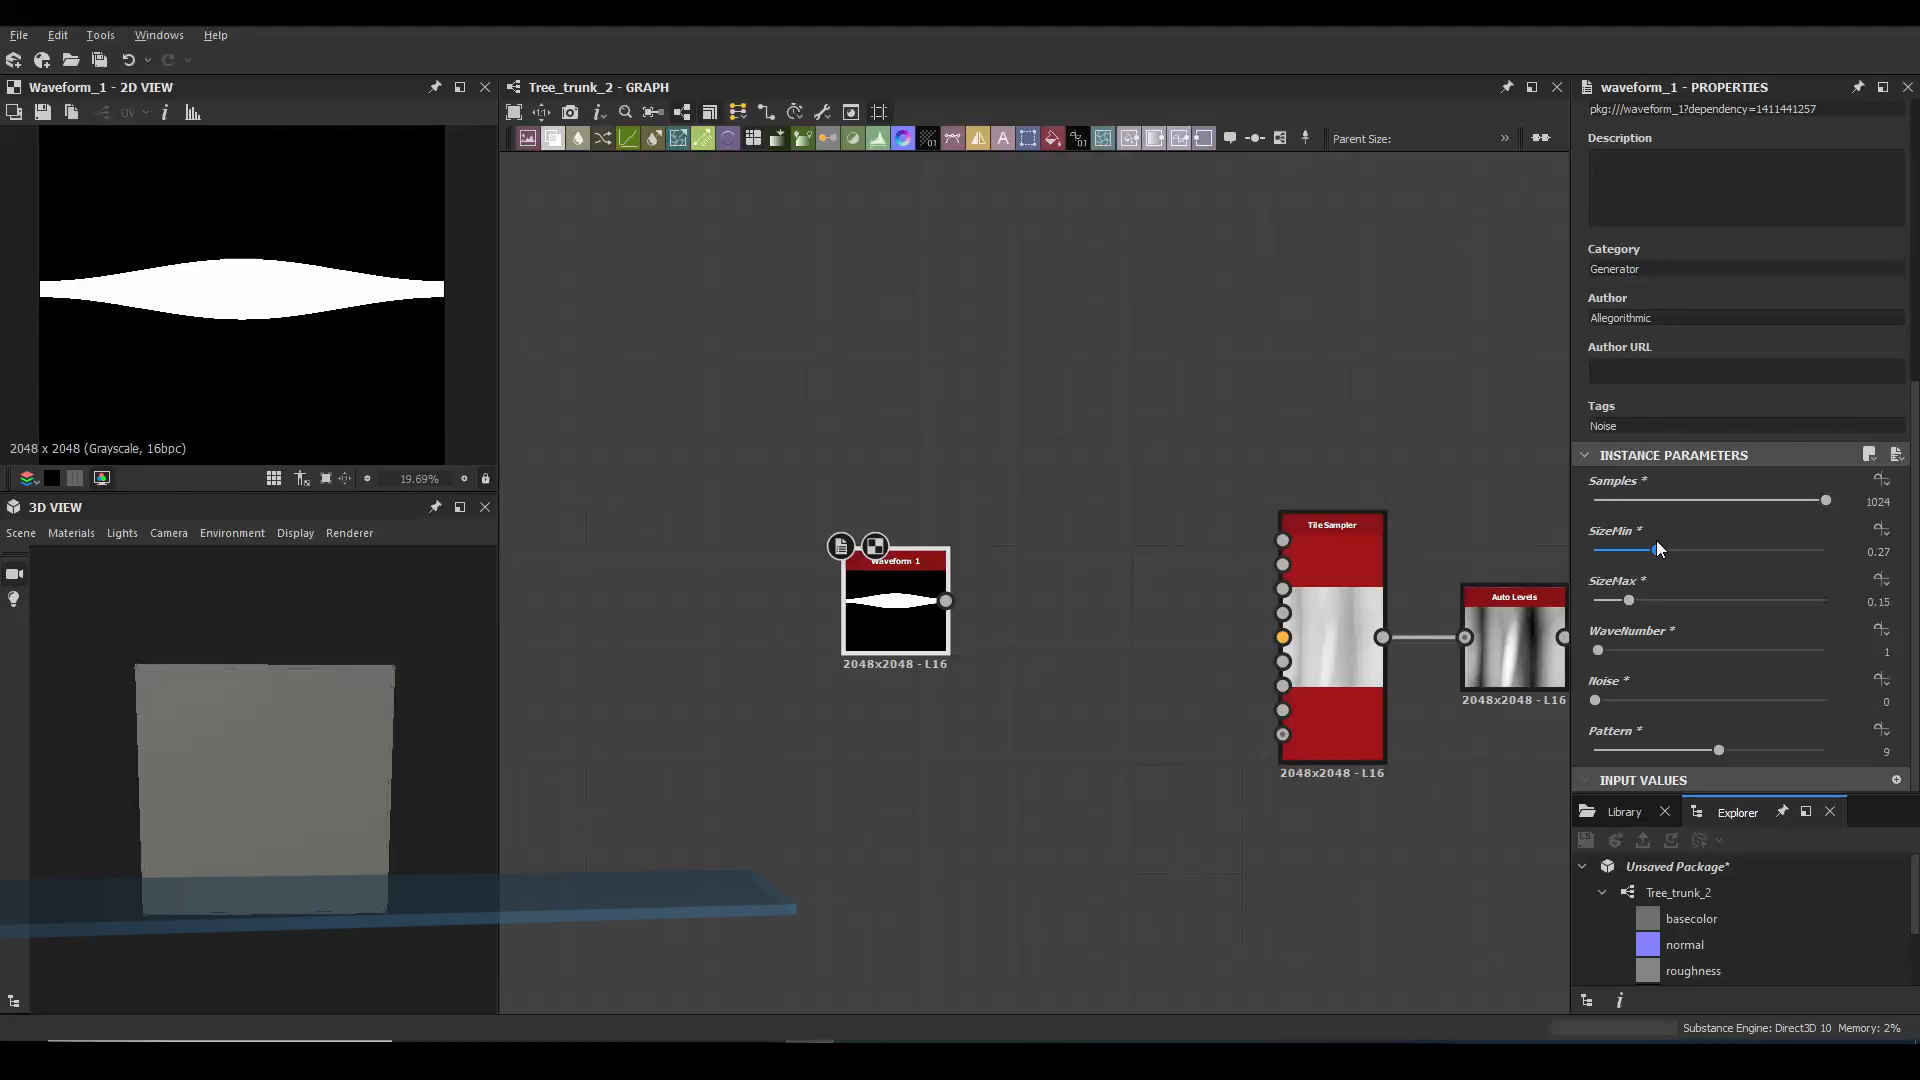 File Edit Tools Windows Help
Waveform_1 - 2D VIEW
UV
2048 x 2048 (Grayscale, 16bpc)
19.69%
3D VIEW
Scene Materials Lights Camera Environment Display Renderer
Tree_trunk_2 - GRAPH
Parent Size:
Waveform 1
2048x2048 - L16
Tile Sampler
2048x2048 - L16
Auto Levels
2048x2048 - L16
waveform_1 - PROPERTIES
pkg:///waveform_1?dependency=1411441257
Description
Category
Generator
Author
Allegorithmic
Author URL
Tags
Noise
INSTANCE PARAMETERS
Samples *
1024
SizeMin *
0.27
SizeMax *
0.15
WaveNumber *
1
Noise *
0
Pattern *
9
INPUT VALUES
Library Explorer
Unsaved Package*
Tree_trunk_2
basecolor
normal
roughness
Substance Engine: Direct3D 10 Memory: 2%